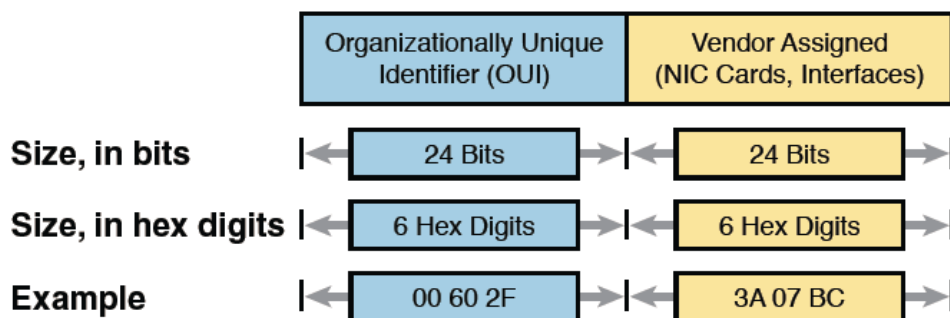 Organizationally Unique
Identifier (OUI)
Vendor Assigned
(NIC Cards, Interfaces)
Size, in bits
24 Bits
24 Bits
Size, in hex digits
6 Hex Digits
6 Hex Digits
Example
00 60 2F
3A 07 BC